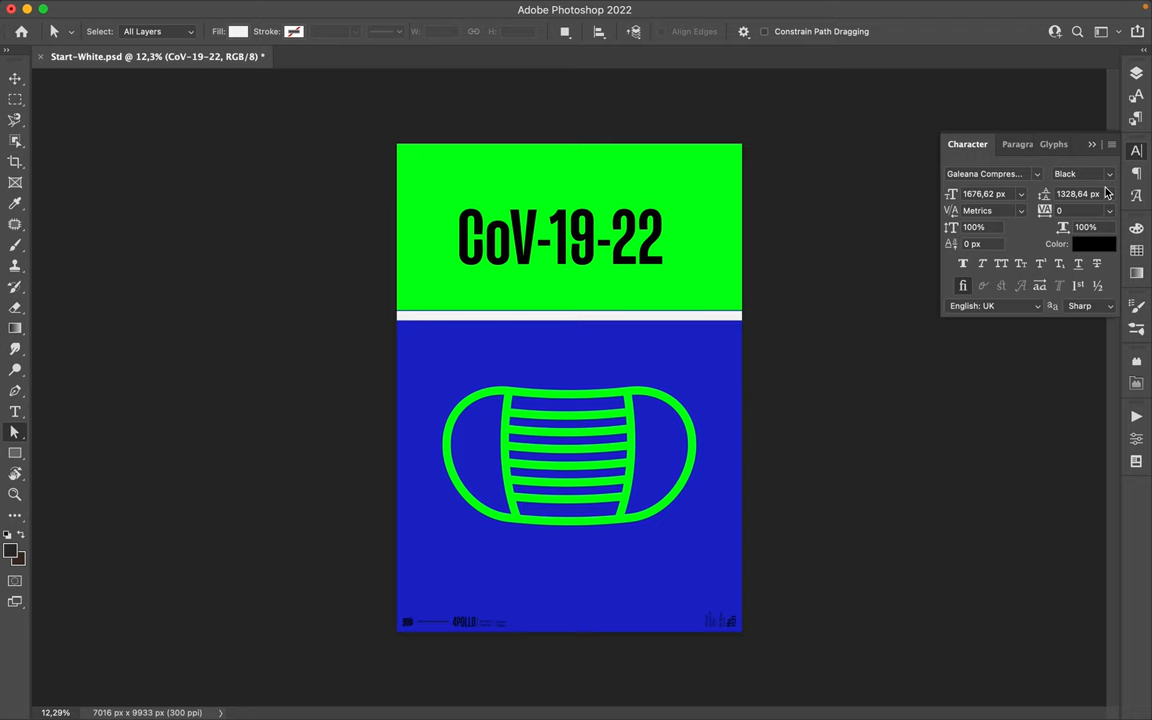 Adobe Photoshop 2022
Select: All Layers Fill: Stroke: W: H: Align Edges Constrain Path Dragging
Start-White.psd @ 12,3% (CoV-19-22, RGB/8) *
Character Paragra Glyphs
Galeana Compres... Black
1676,62 px 1328,64 px
Metrics 0
100% 100%
0 px Color:
English: UK Sharp
CoV-19-22
4POLLO
12,29% 7016 px x 9933 px (300 ppi)